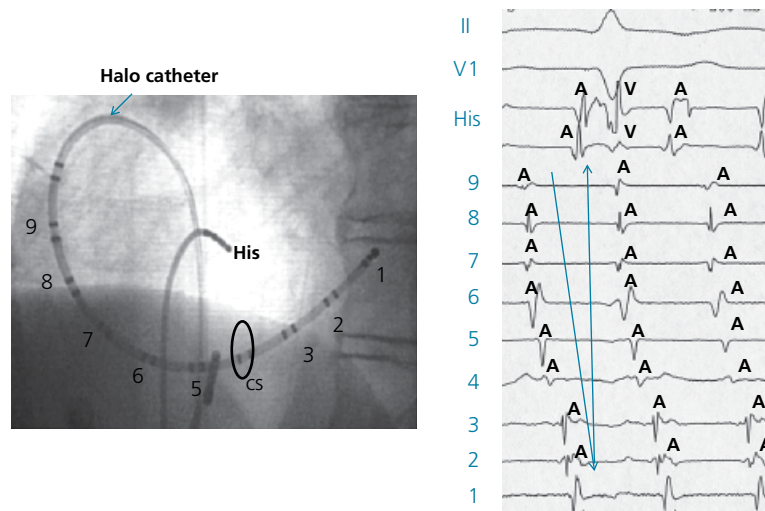 Halo catheter
9
8
7
6
5
His
CS
3
2
1
II
V1
His
9
8
7
6
5
4
3
2
1
A V A
A V A
A A A
A A A
A A A
A A A
A A A
A A A
A A A
A A A